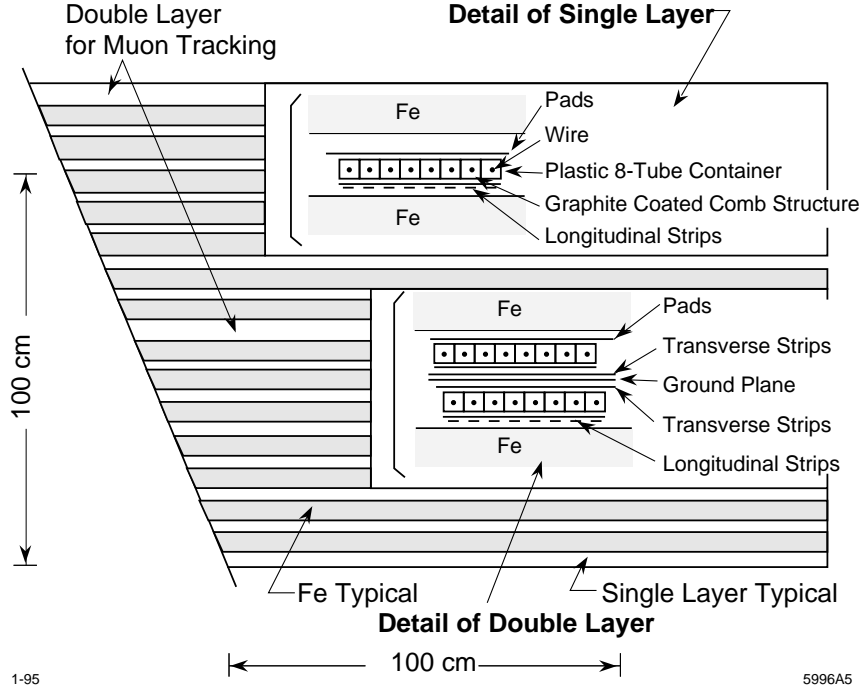 Double Layer
for Muon Tracking
Detail of Single Layer
Fe
Pads
Wire
Plastic 8-Tube Container
Graphite Coated Comb Structure
Fe
Longitudinal Strips
100 cm
Fe
Pads
Transverse Strips
Ground Plane
Transverse Strips
Fe
Longitudinal Strips
Fe Typical
Single Layer Typical
Detail of Double Layer
100 cm
1-95
5996A5